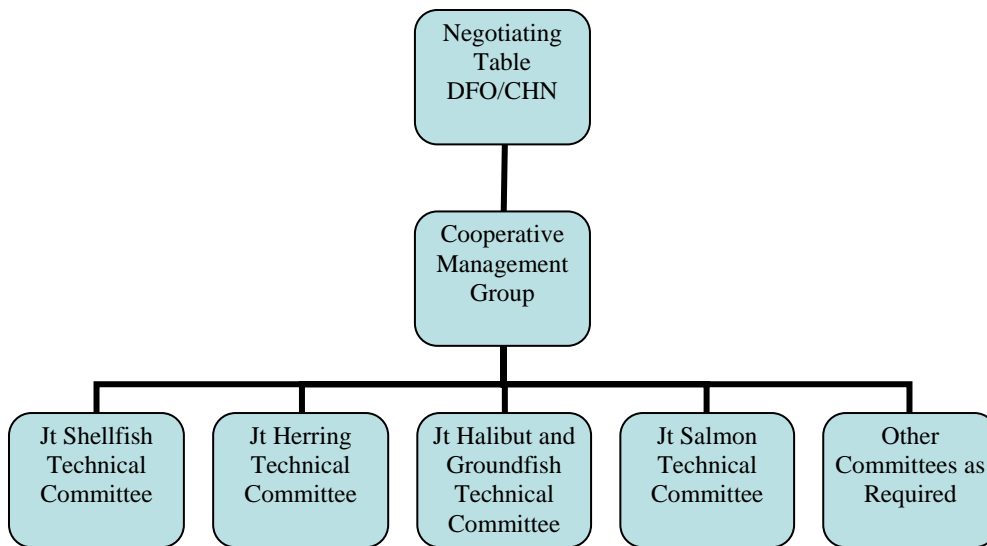 Negotiating
Table
DFO/CHN
Cooperative
Management
Group
Jt Shellfish
Technical
Committee
Jt Herring
Technical
Committee
Jt Halibut and
Groundfish
Technical
Committee
Jt Salmon
Technical
Committee
Other
Committees as
Required